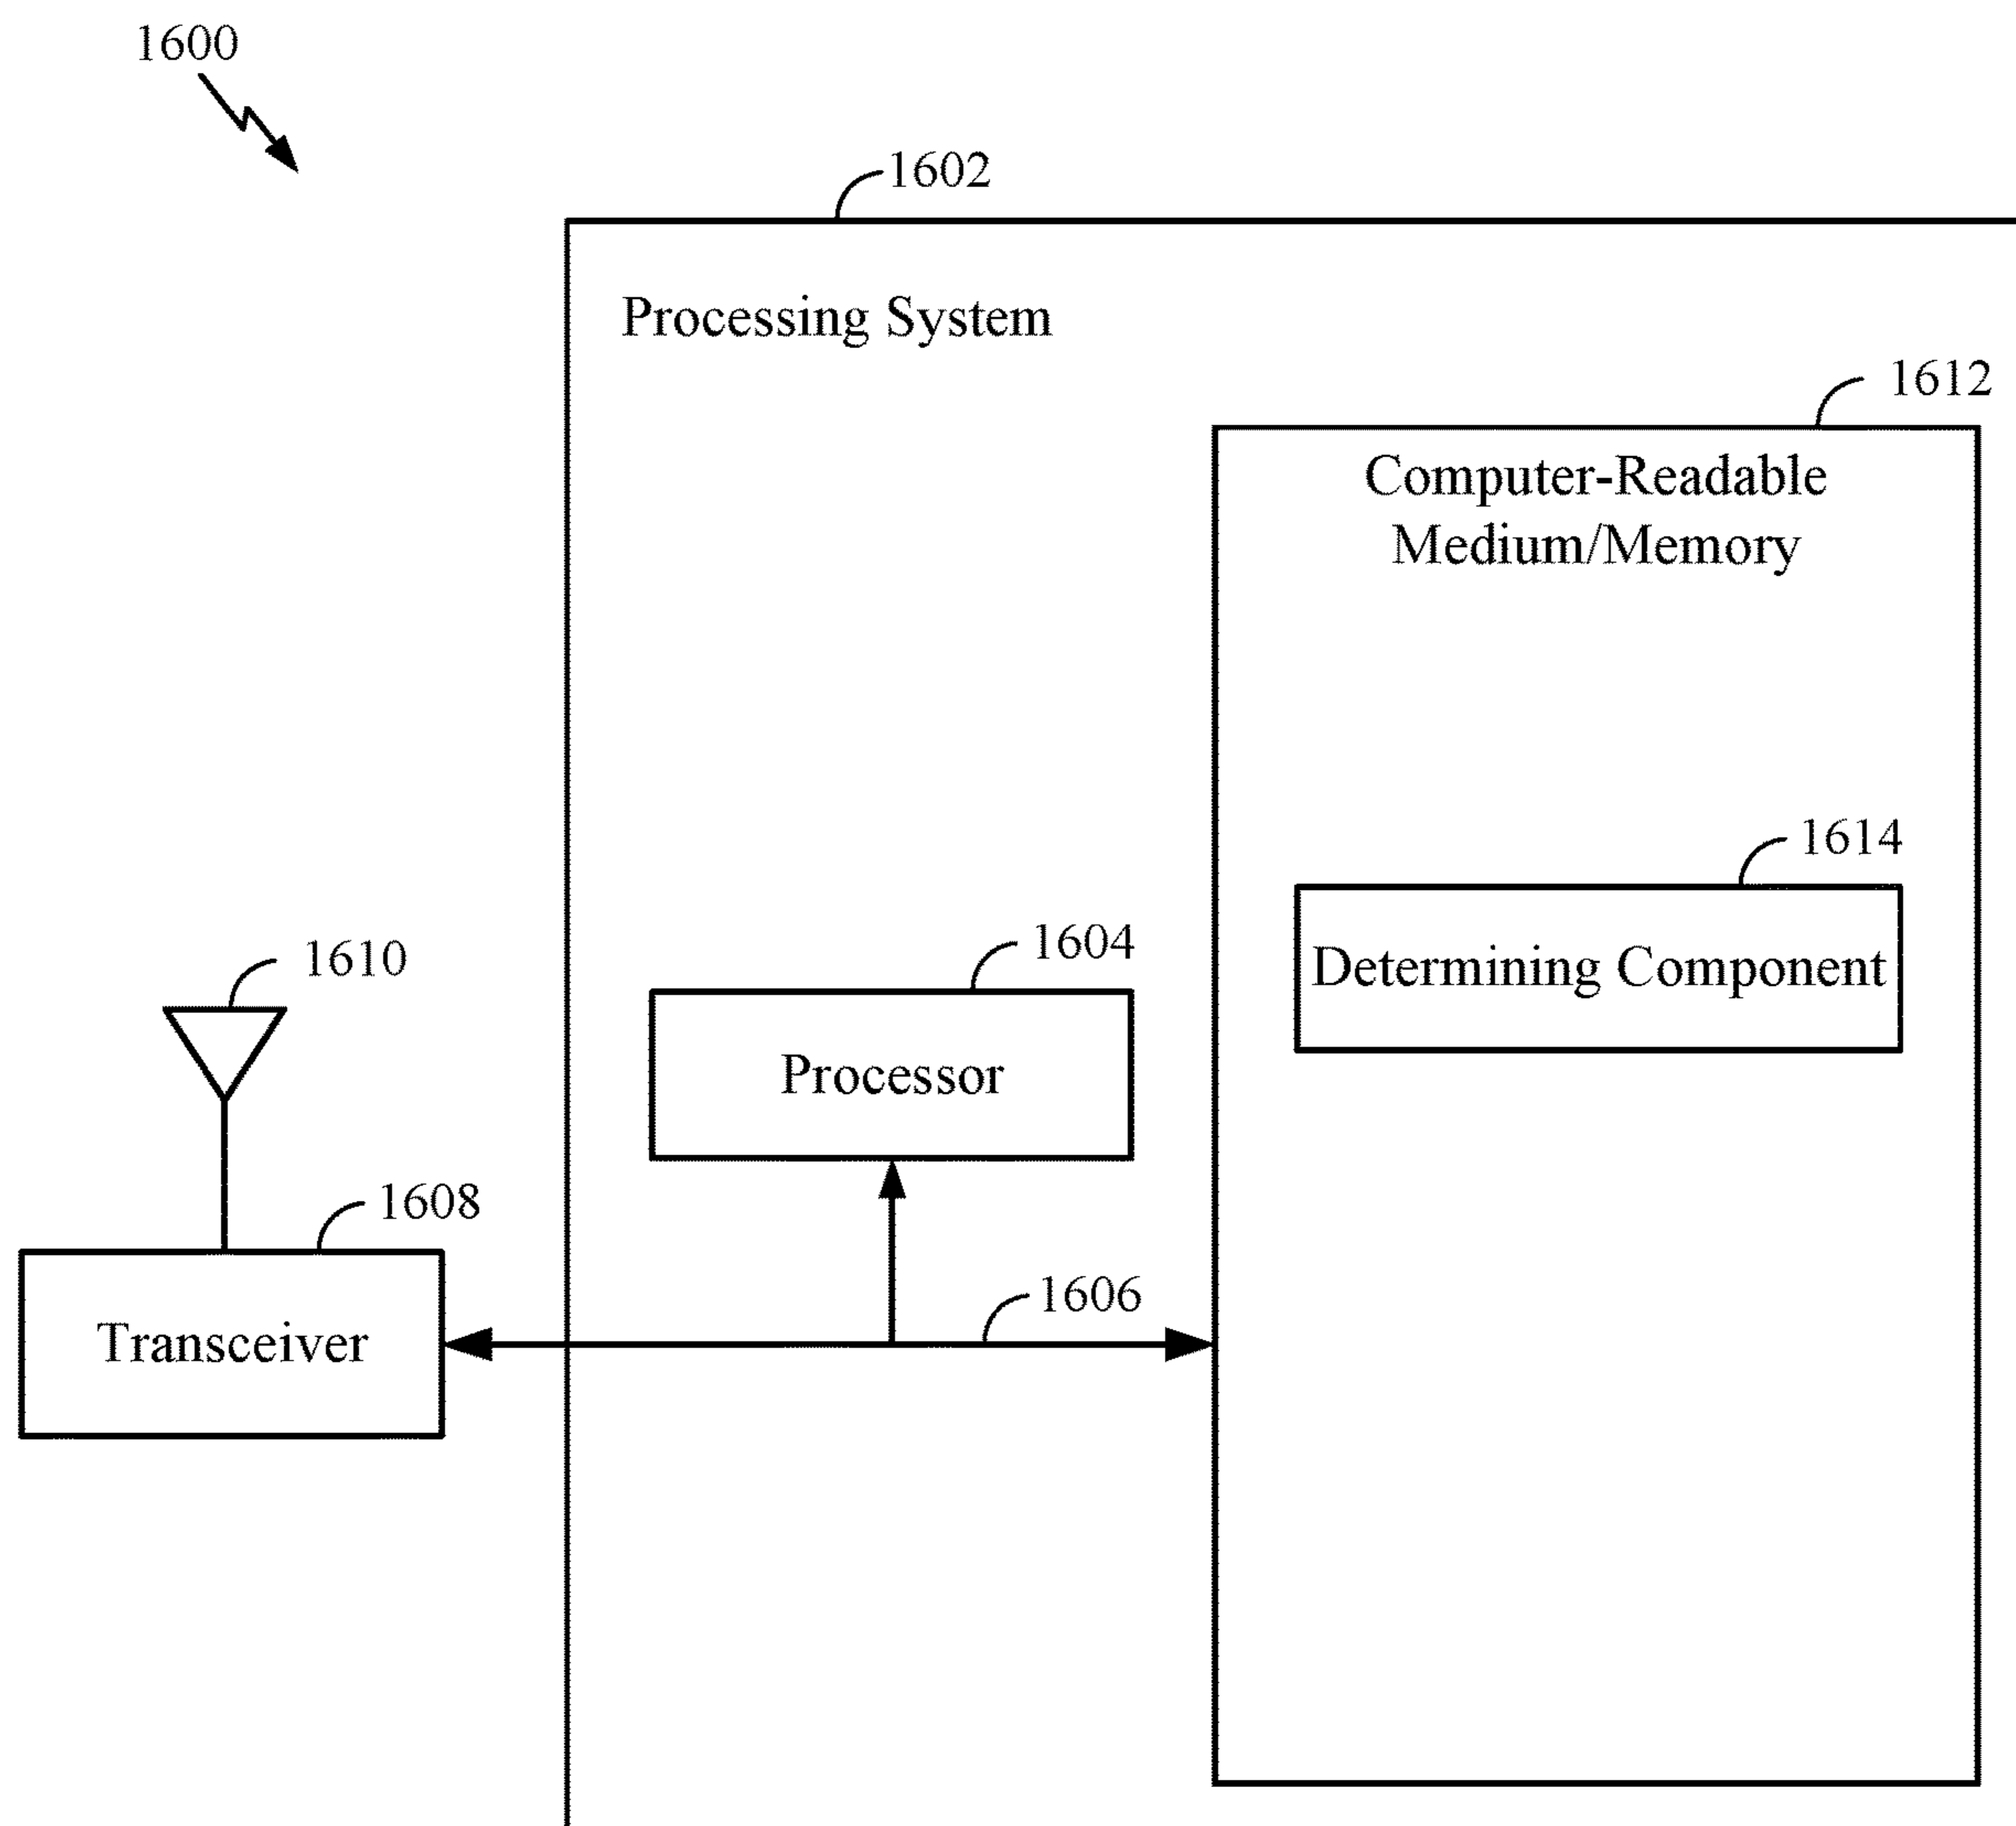 1600
1602
Processing System
1612
Computer-Readable
Medium/Memory
1614
Determining Component
1604
Processor
1610
1608
Transceiver
1606